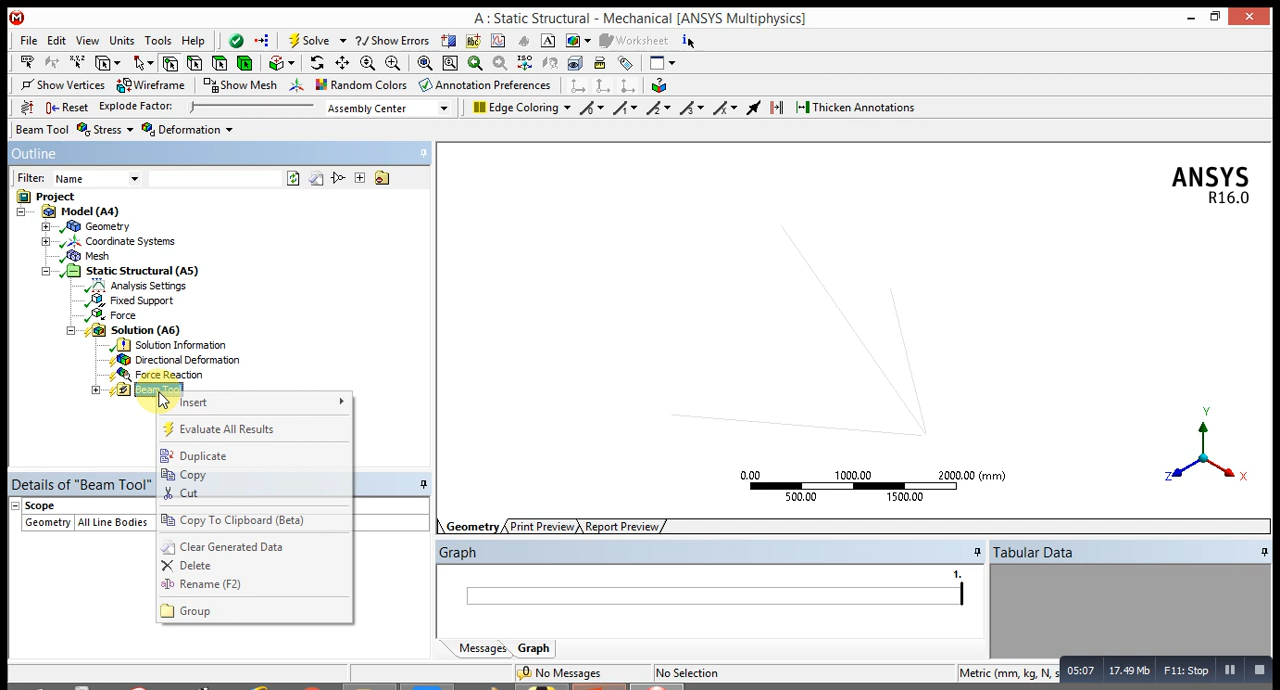 A : Static Structural - Mechanical [ANSYS Multiphysics]
File Edit View Units Tools Help Solve ?/ Show Errors Worksheet
Show Vertices Wireframe Show Mesh Random Colors Annotation Preferences
Reset Explode Factor: Assembly Center Edge Coloring Thicken Annotations
Beam Tool Stress Deformation
Outline
Filter: Name
Project
Model (A4)
Geometry
Coordinate Systems
Mesh
Static Structural (A5)
Analysis Settings
Fixed Support
Force
Solution (A6)
Solution Information
Directional Deformation
Force Reaction
Beam Tool
Insert
Evaluate All Results
Duplicate
Copy
Cut
Copy To Clipboard (Beta)
Clear Generated Data
Delete
Rename (F2)
Group
Details of "Beam Tool"
Scope
Geometry All Line Bodies
ANSYS
R16.0
Y
Z X
0.00 1000.00 2000.00 (mm)
500.00 1500.00
Geometry Print Preview Report Preview
Graph
1.
Messages Graph
Tabular Data
No Messages No Selection Metric (mm, kg, N, s
05:07 17.49 Mb F11: Stop